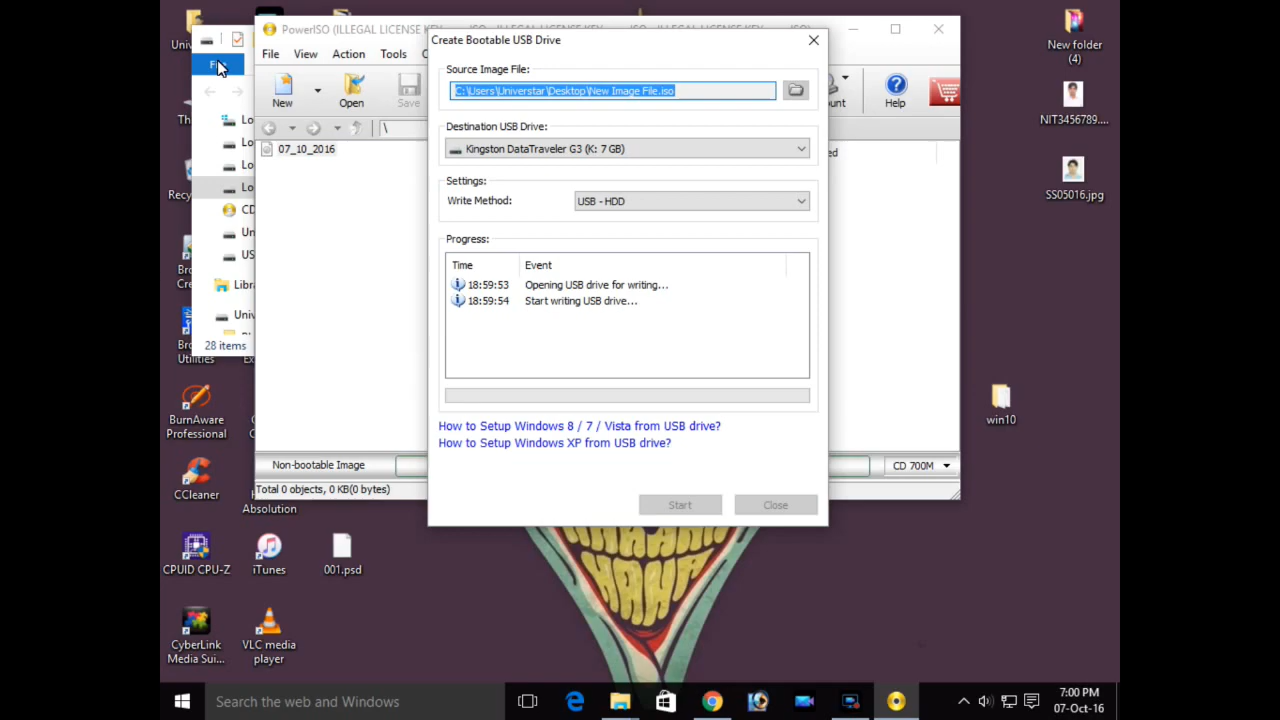 Univ
PowerISO (ILLEGAL LICENSE KEY
File
View
Action
Tools
New
Open
Save
\
07_10_2016
Non-bootable Image
Total 0 objects, 0 KB(0 bytes)
Help
CD 700M
Lo
Lo
Lo
Lo
CD
Un
US
Libra
Univ
28 items
Create Bootable USB Drive
Source Image File:
C:\Users\Universtar\Desktop\New Image File.iso
Destination USB Drive:
Kingston DataTraveler G3 (K: 7 GB)
Settings:
Write Method:
USB - HDD
Progress:
Time
Event
18:59:53
Opening USB drive for writing...
18:59:54
Start writing USB drive...
How to Setup Windows 8 / 7 / Vista from USB drive?
How to Setup Windows XP from USB drive?
Start
Close
New folder
(4)
NIT3456789....
SS05016.jpg
win10
Th
Recyc
Bro
Cre
Bro
Utilities
BurnAware
Professional
CCleaner
Absolution
CPUID CPU-Z
iTunes
001.psd
CyberLink
Media Sui...
VLC media
player
Search the web and Windows
7:00 PM
07-Oct-16